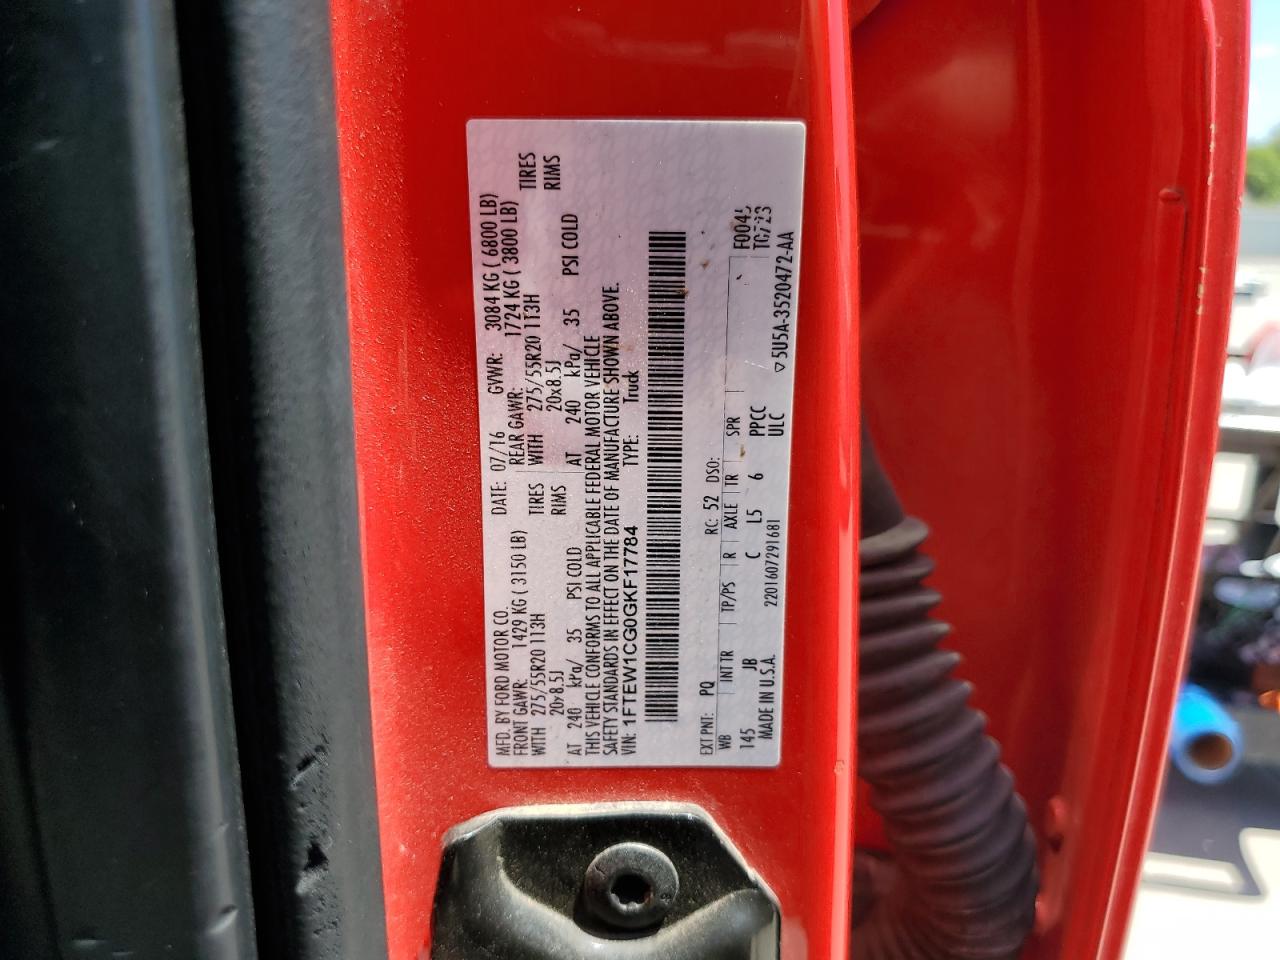 MFD. BY FORD MOTOR CO. DATE: 07/16 GVWR: 3084 KG ( 6800 LB)
FRONT GAWR: 1429 KG ( 3150 LB) REAR GAWR: 1724 KG ( 3800 LB)
WITH 275/55R20 113H TIRES WITH 275/55R20 113H TIRES
20x8.5J RIMS 20x8.5J RIMS
AT 240 kPa/ 35 PSI COLD AT 240 kPa/ 35 PSI COLD
THIS VEHICLE CONFORMS TO ALL APPLICABLE FEDERAL MOTOR VEHICLE
SAFETY STANDARDS IN EFFECT ON THE DATE OF MANUFACTURE SHOWN ABOVE.
VIN: 1FTEW1CG0GKF17784 TYPE: Truck
EXT PNT: PQ RC: 52 DSO: F0045
WB INT TR TP/PS R AXLE TR SPR
145 JB C L5 6 PPCC
MADE IN U.S.A. 2201607291681 ULC ▽5U5A-3520472-AA